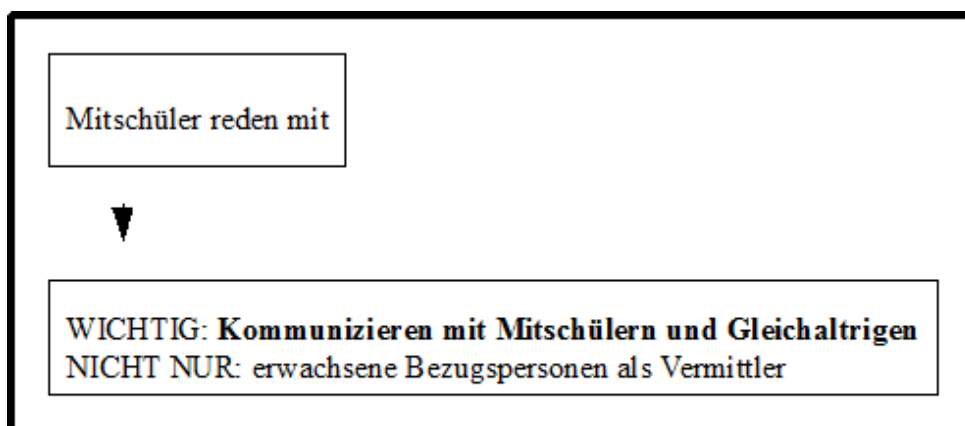 Mitschüler reden mit
WICHTIG: Kommunizieren mit Mitschülern und Gleichaltrigen
NICHT NUR: erwachsene Bezugspersonen als Vermittler